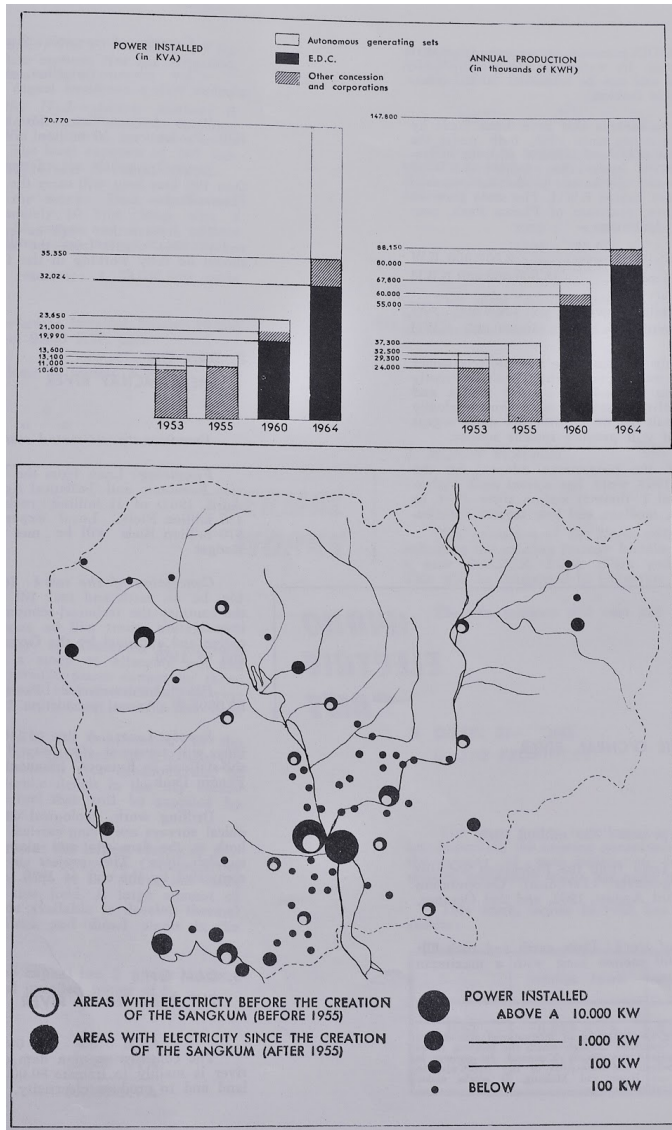 POWER INSTALLED
(in KVA)
Autonomous generating sets
E.D.C.
Other concession
and corporations
ANNUAL PRODUCTION
(in thousands of KWH)
70.770
35.350
32,024
23,650
21,000
19,990
13,600
13,100
11,000
10,600
1953
1955
1960
1964
147.800
88,150
80.000
67,800
60.000
55,000
37.300
32.500
29,300
24.000
1953
1955
1960
1964
AREAS WITH ELECTRICTY BEFORE THE CREATION
OF THE SANGKUM (BEFORE 1955)
AREAS WITH ELECTRICITY SINCE THE CREATION
OF THE SANGKUM (AFTER 1955)
POWER INSTALLED
ABOVE A 10.000 KW
1.000 KW
100 KW
BELOW 100 KW